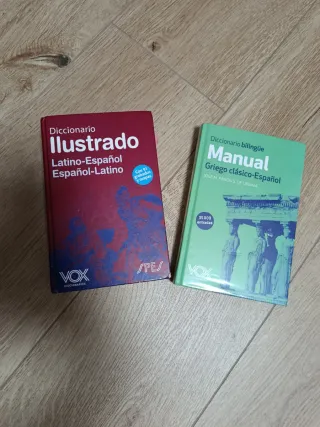 Diccionario
Ilustrado
Latino-Español
Español-Latino
VOX
SPES
Diccionario bilingüe
Manual
Griego clásico-Español
VOX